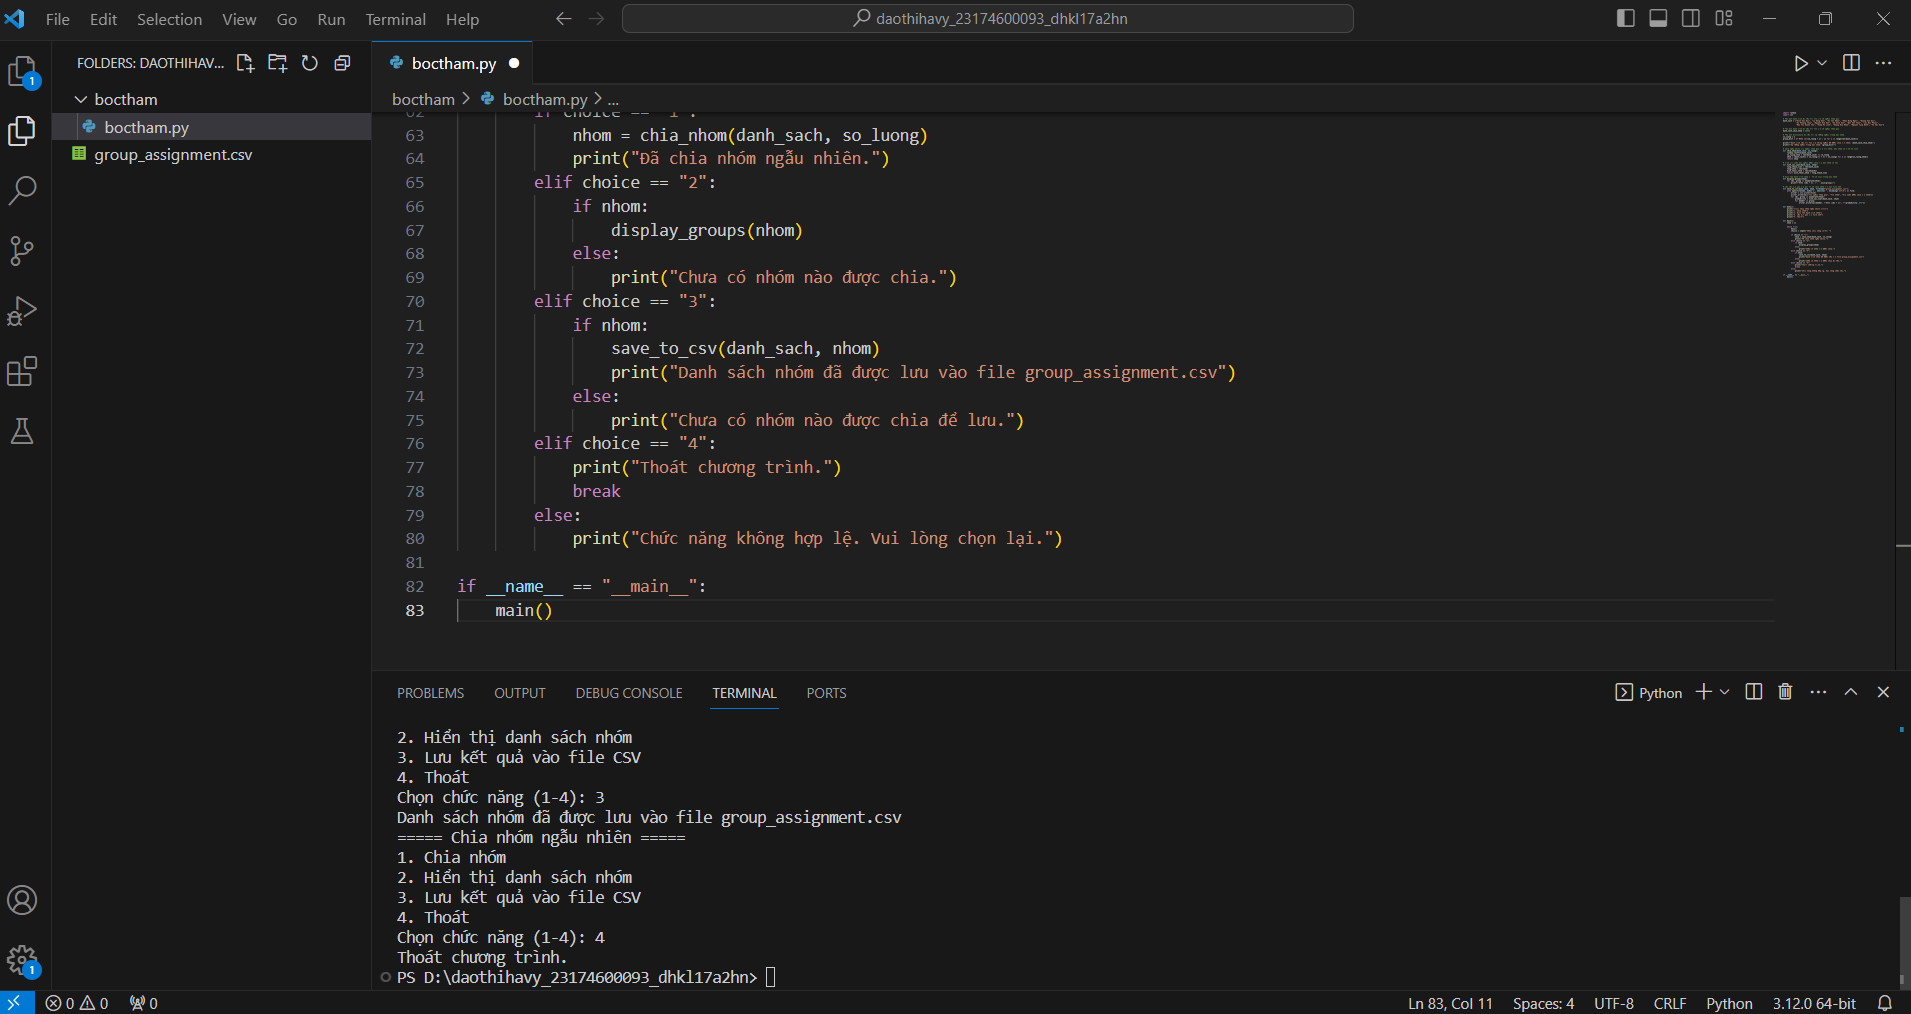 File Edit Selection View Go Run Terminal Help
daothihavy_23174600093_dhkl17a2hn
FOLDERS: DAOTHIHAV...
boctham
boctham.py
group_assignment.csv
1
1
boctham.py
boctham > boctham.py > ...
62 if choice == "1":
63 nhom = chia_nhom(danh_sach, so_luong)
64 print("Đã chia nhóm ngẫu nhiên.")
65 elif choice == "2":
66 if nhom:
67 display_groups(nhom)
68 else:
69 print("Chưa có nhóm nào được chia.")
70 elif choice == "3":
71 if nhom:
72 save_to_csv(danh_sach, nhom)
73 print("Danh sách nhóm đã được lưu vào file group_assignment.csv")
74 else:
75 print("Chưa có nhóm nào được chia để lưu.")
76 elif choice == "4":
77 print("Thoát chương trình.")
78 break
79 else:
80 print("Chức năng không hợp lệ. Vui lòng chọn lại.")
81
82 if __name__ == "__main__":
83 main()
PROBLEMS OUTPUT DEBUG CONSOLE TERMINAL PORTS
Python
2. Hiển thị danh sách nhóm
3. Lưu kết quả vào file CSV
4. Thoát
Chọn chức năng (1-4): 3
Danh sách nhóm đã được lưu vào file group_assignment.csv
===== Chia nhóm ngẫu nhiên =====
1. Chia nhóm
2. Hiển thị danh sách nhóm
3. Lưu kết quả vào file CSV
4. Thoát
Chọn chức năng (1-4): 4
Thoát chương trình.
PS D:\daothihavy_23174600093_dhkl17a2hn>
0 0 0
Ln 83, Col 11 Spaces: 4 UTF-8 CRLF Python 3.12.0 64-bit